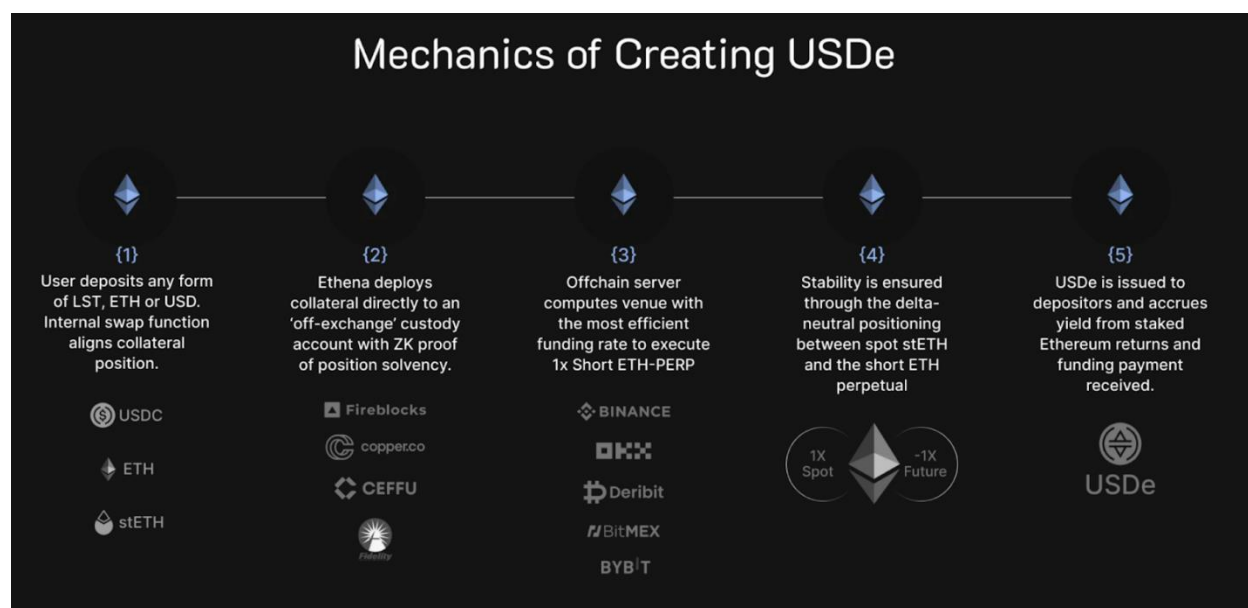 Mechanics of Creating USDe
{1}
User deposits any form
of LST, ETH or USD.
Internal swap function
aligns collateral
position.
USDC
ETH
stETH
{2}
Ethena deploys
collateral directly to an
'off-exchange' custody
account with ZK proof
of position solvency.
Fireblocks
copper.co
CEFFU
Fidelity
{3}
Offchain server
computes venue with
the most efficient
funding rate to execute
1x Short ETH-PERP
BINANCE
OKX
Deribit
BitMEX
BYBIT
{4}
Stability is ensured
through the delta-
neutral positioning
between spot stETH
and the short ETH
perpetual
1X
Spot
-1X
Future
{5}
USDe is issued to
depositors and accrues
yield from staked
Ethereum returns and
funding payment
received.
USDe